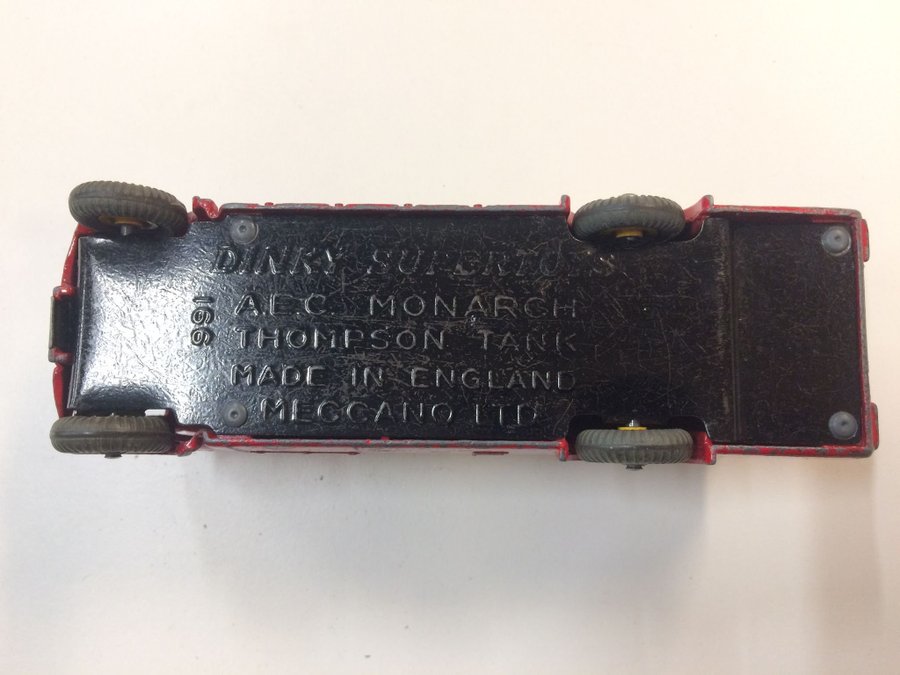 DINKY SUPERTOYS
991
A.E.C. MONARCH
THOMPSON TANK
MADE IN ENGLAND
MECCANO LTD